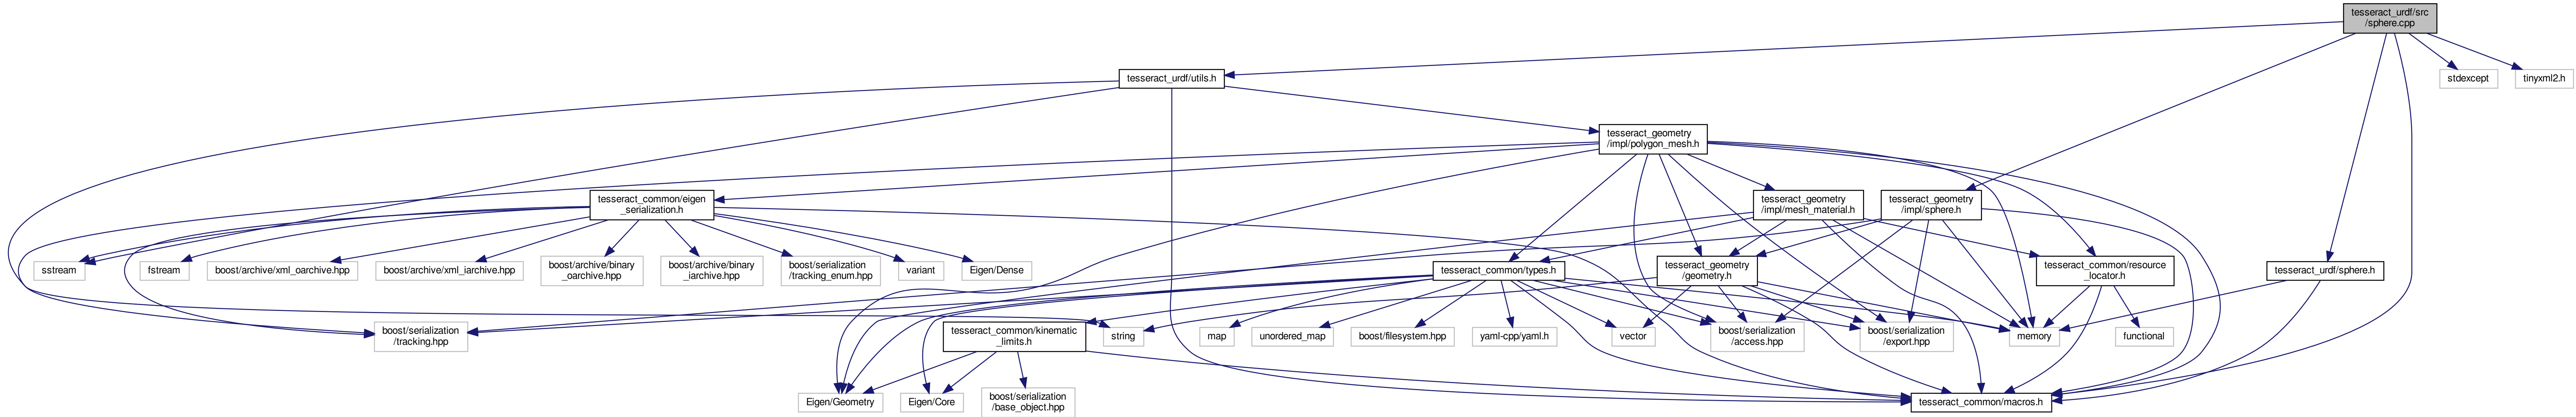 tesseract_urdf/src
/sphere.cpp
tesseract_urdf/utils.h
stdexcept
tinyxml2.h
tesseract_geometry
/impl/polygon_mesh.h
tesseract_common/eigen
_serialization.h
tesseract_geometry
/impl/mesh_material.h
tesseract_geometry
/impl/sphere.h
sstream
fstream
boost/archive/xml_oarchive.hpp
boost/archive/xml_iarchive.hpp
boost/archive/binary
_oarchive.hpp
boost/archive/binary
_iarchive.hpp
boost/serialization
/tracking_enum.hpp
variant
Eigen/Dense
tesseract_common/types.h
tesseract_geometry
/geometry.h
tesseract_common/resource
_locator.h
tesseract_urdf/sphere.h
boost/serialization
/tracking.hpp
tesseract_common/kinematic
_limits.h
string
map
unordered_map
boost/filesystem.hpp
yaml-cpp/yaml.h
vector
boost/serialization
/access.hpp
boost/serialization
/export.hpp
memory
functional
Eigen/Geometry
Eigen/Core
boost/serialization
/base_object.hpp
tesseract_common/macros.h